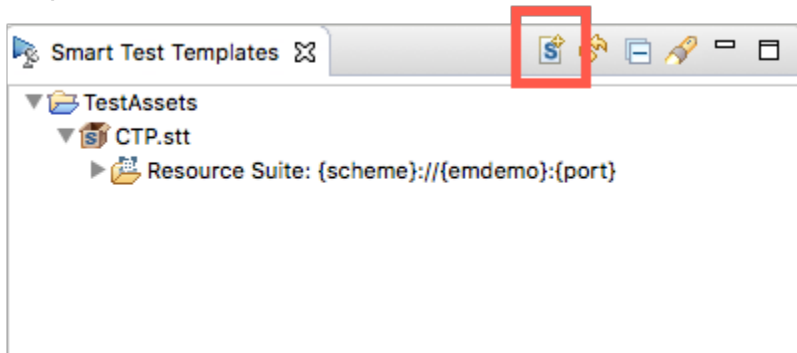 Smart Test Templates
TestAssets
CTP.stt
Resource Suite: {scheme}://{emdemo}:{port}